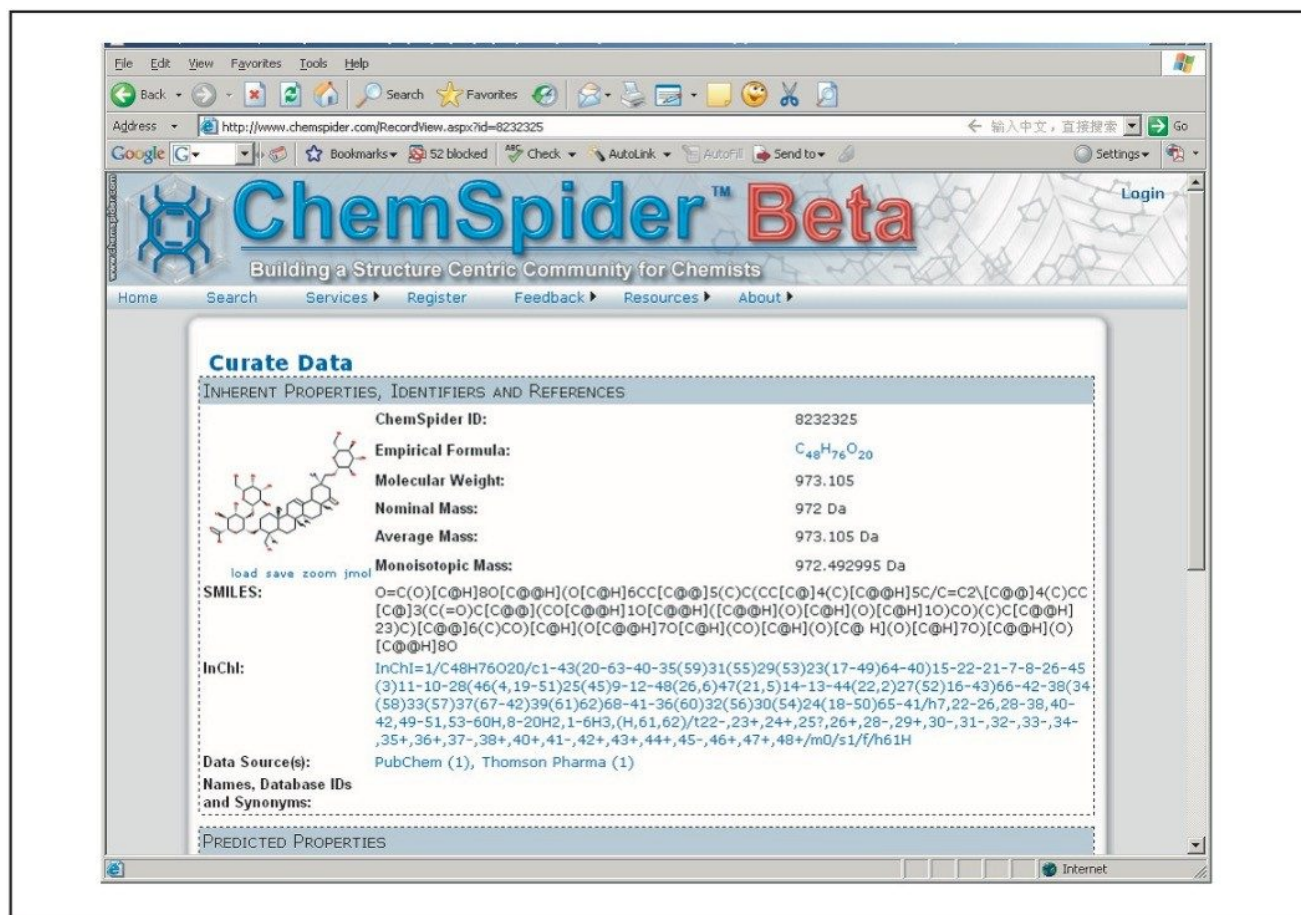 File Edit View Favorites Tools Help
Back Search Favorites
Address http://www.chemspider.com/RecordView.aspx?id=8232325 输入中文，直接搜索 Go
Google G Bookmarks 52 blocked ABC Check AutoLink AutoFill Send to Settings
www.chemspider.com
ChemSpider™ Beta Login
Building a Structure Centric Community for Chemists
Home Search Services Register Feedback Resources About
Curate Data
INHERENT PROPERTIES, IDENTIFIERS AND REFERENCES
ChemSpider ID: 8232325
Empirical Formula: C48H76O20
Molecular Weight: 973.105
Nominal Mass: 972 Da
Average Mass: 973.105 Da
Monoisotopic Mass: 972.492995 Da
load save zoom jmol
SMILES: O=C(O)[C@H]8O[C@@H](O[C@H]6CC[C@@]5(C)C(CC[C@]4(C)[C@@H]5C/C=C2\[C@@]4(C)CC
[C@]3(C(=O)C[C@@](CO[C@@H]1O[C@@H]([C@@H](O)[C@H](O)[C@H]1O)CO)(C)C[C@@H]
23)C)[C@@]6(C)CO)[C@H](O[C@@H]7O[C@H](CO)[C@H](O)[C@ H](O)[C@H]7O)[C@@H](O)
[C@@H]8O
InChI: InChI=1/C48H76O20/c1-43(20-63-40-35(59)31(55)29(53)23(17-49)64-40)15-22-21-7-8-26-45
(3)11-10-28(46(4,19-51)25(45)9-12-48(26,6)47(21,5)14-13-44(22,2)27(52)16-43)66-42-38(34
(58)33(57)37(67-42)39(61)62)68-41-36(60)32(56)30(54)24(18-50)65-41/h7,22-26,28-38,40-
42,49-51,53-60H,8-20H2,1-6H3,(H,61,62)/t22-,23+,24+,25?,26+,28-,29+,30-,31-,32-,33-,34-
,35+,36+,37-,38+,40+,41-,42+,43+,44+,45-,46+,47+,48+/m0/s1/f/h61H
Data Source(s): PubChem (1), Thomson Pharma (1)
Names, Database IDs
and Synonyms:
PREDICTED PROPERTIES
Internet